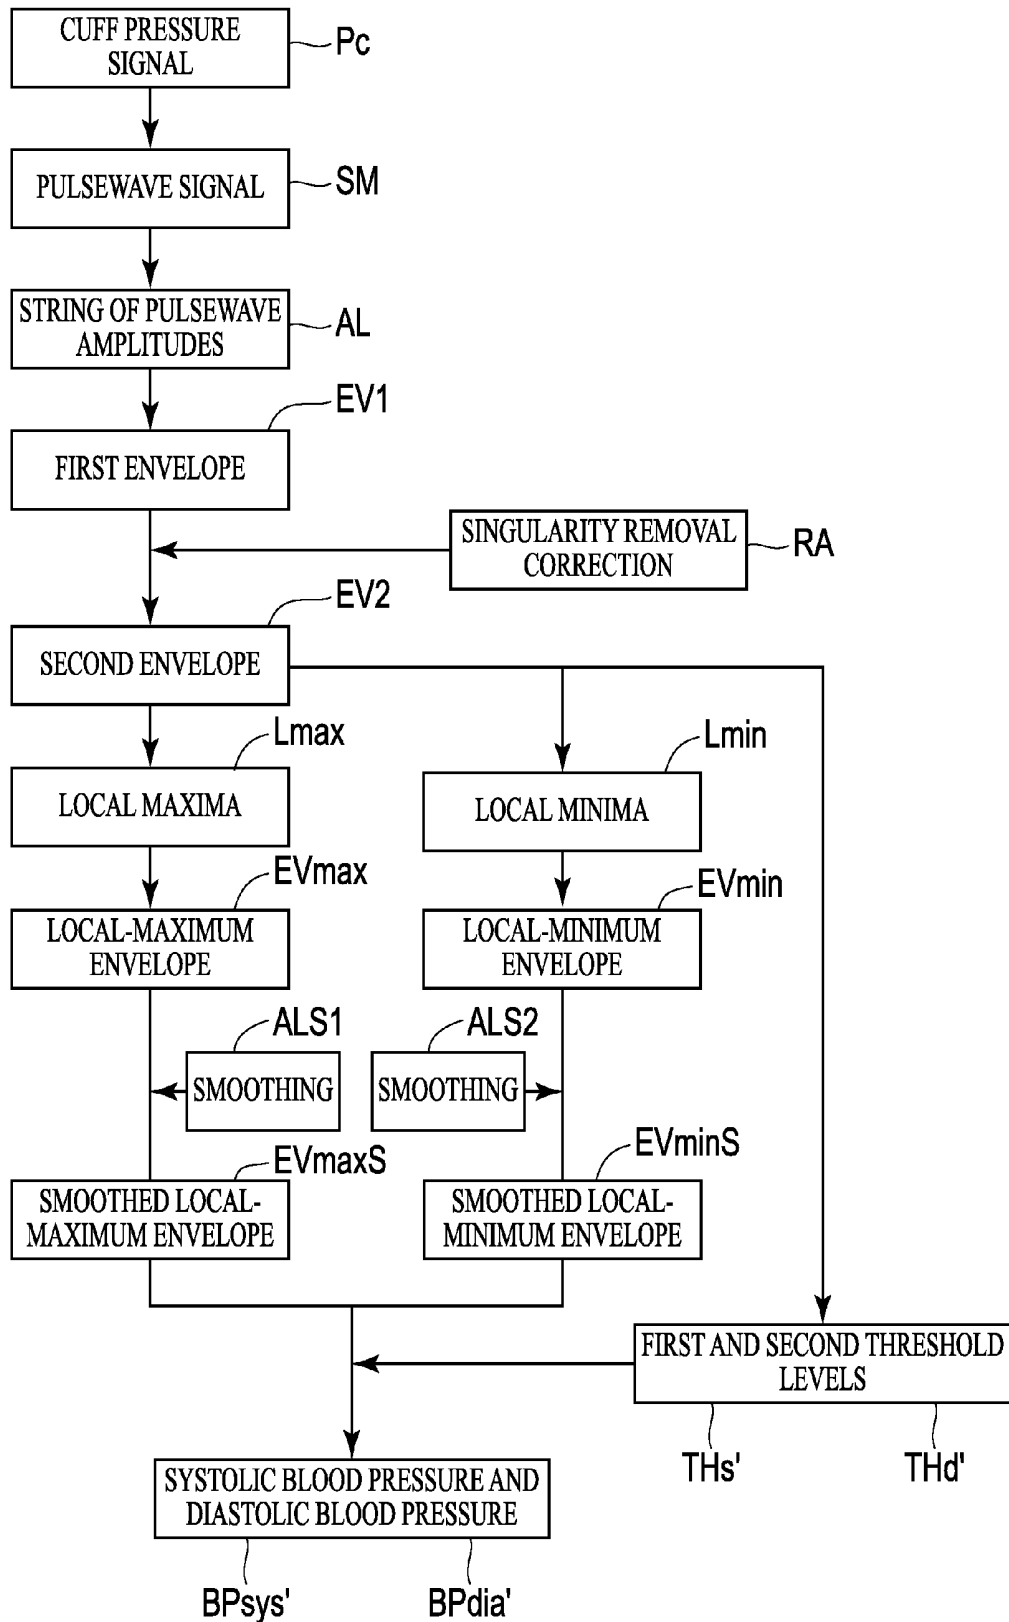 CUFF PRESSURE
SIGNAL
Pc
PULSEWAVE SIGNAL
SM
STRING OF PULSEWAVE
AMPLITUDES
AL
EV1
FIRST ENVELOPE
SINGULARITY REMOVAL
CORRECTION
RA
EV2
SECOND ENVELOPE
Lmax
Lmin
LOCAL MAXIMA
LOCAL MINIMA
EVmax
EVmin
LOCAL-MAXIMUM
ENVELOPE
LOCAL-MINIMUM
ENVELOPE
ALS1
ALS2
SMOOTHING
SMOOTHING
EVmaxS
EVminS
SMOOTHED LOCAL-
MAXIMUM ENVELOPE
SMOOTHED LOCAL-
MINIMUM ENVELOPE
FIRST AND SECOND THRESHOLD
LEVELS
THs'
THd'
SYSTOLIC BLOOD PRESSURE AND
DIASTOLIC BLOOD PRESSURE
BPsys'
BPdia'